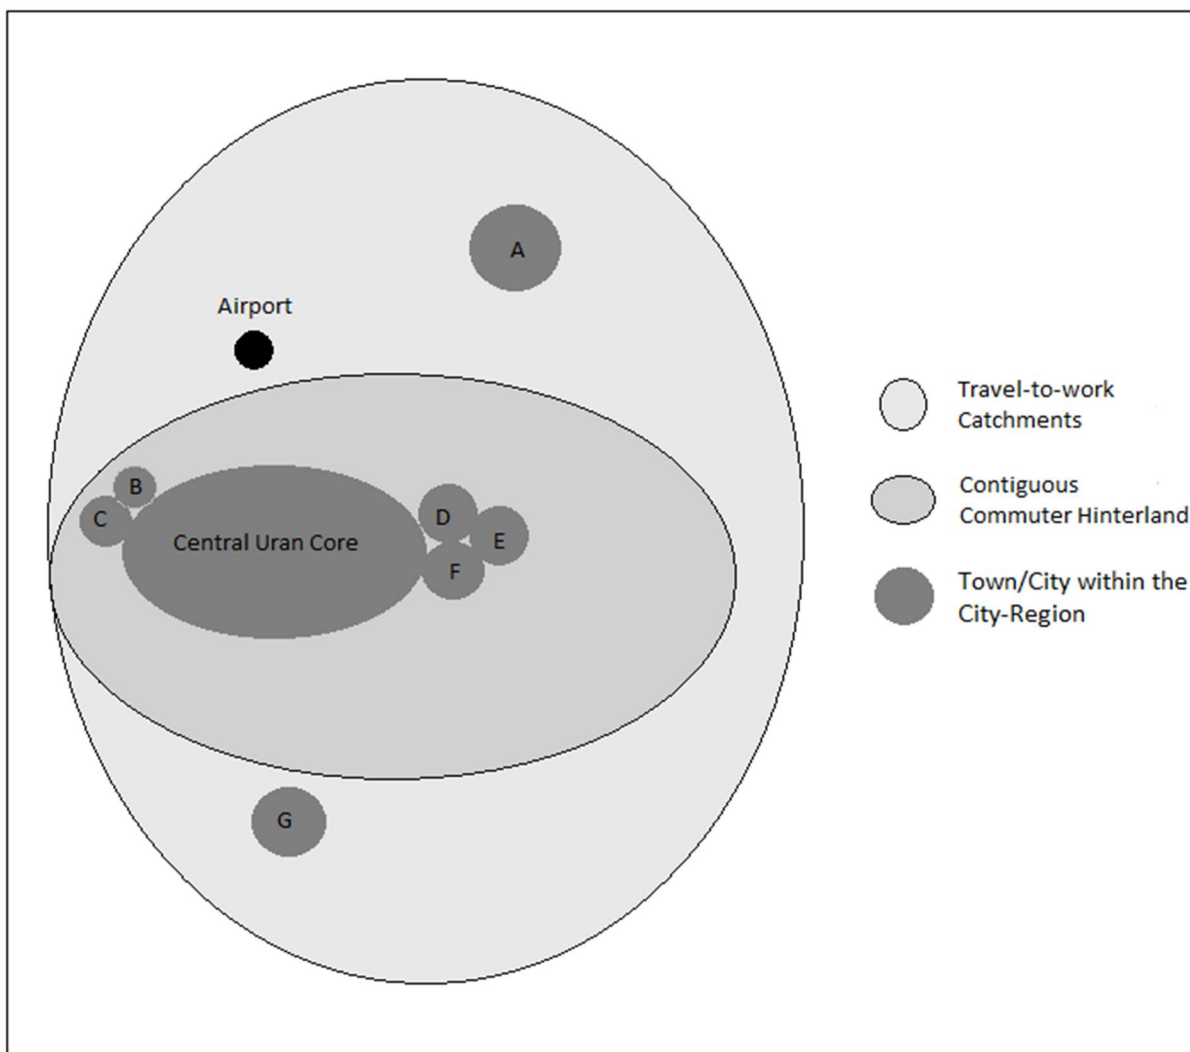 A
Airport
B
C
Central Uran Core
D
E
F
G
Travel-to-work
Catchments
Contiguous
Commuter Hinterland
Town/City within the
City-Region